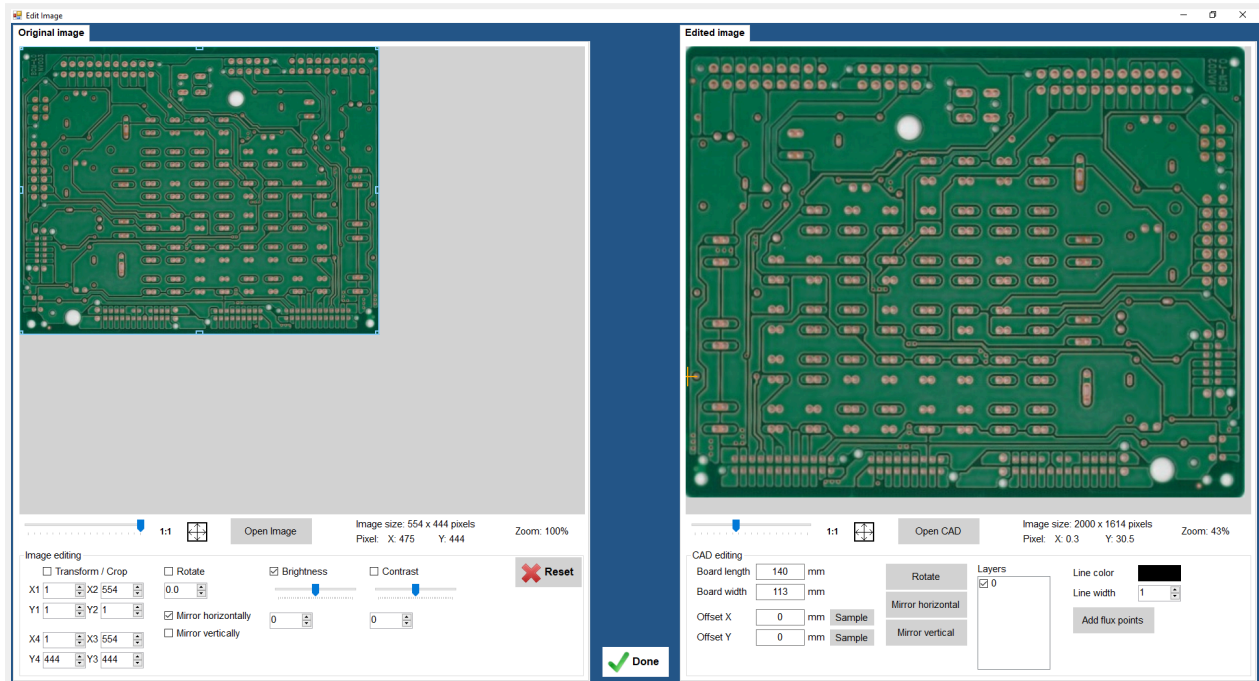 Edit Image
Original image
Edited image
1:1
Open Image
Image size: 554 x 444 pixels
Pixel: X: 475 Y: 444
Zoom: 100%
1:1
Open CAD
Image size: 2000 x 1614 pixels
Pixel: X: 0.3 Y: 30.5
Zoom: 43%
Image editing
Transform / Crop
Rotate
Brightness
Contrast
Reset
X1 1 X2 554
0.0
Y1 1 Y2 1
Mirror horizontally
0
0
Mirror vertically
X4 1 X3 554
Y4 444 Y3 444
Done
CAD editing
Board length 140 mm
Board width 113 mm
Offset X 0 mm Sample
Offset Y 0 mm Sample
Rotate
Mirror horizontal
Mirror vertical
Layers
0
Line color
Line width 1
Add flux points